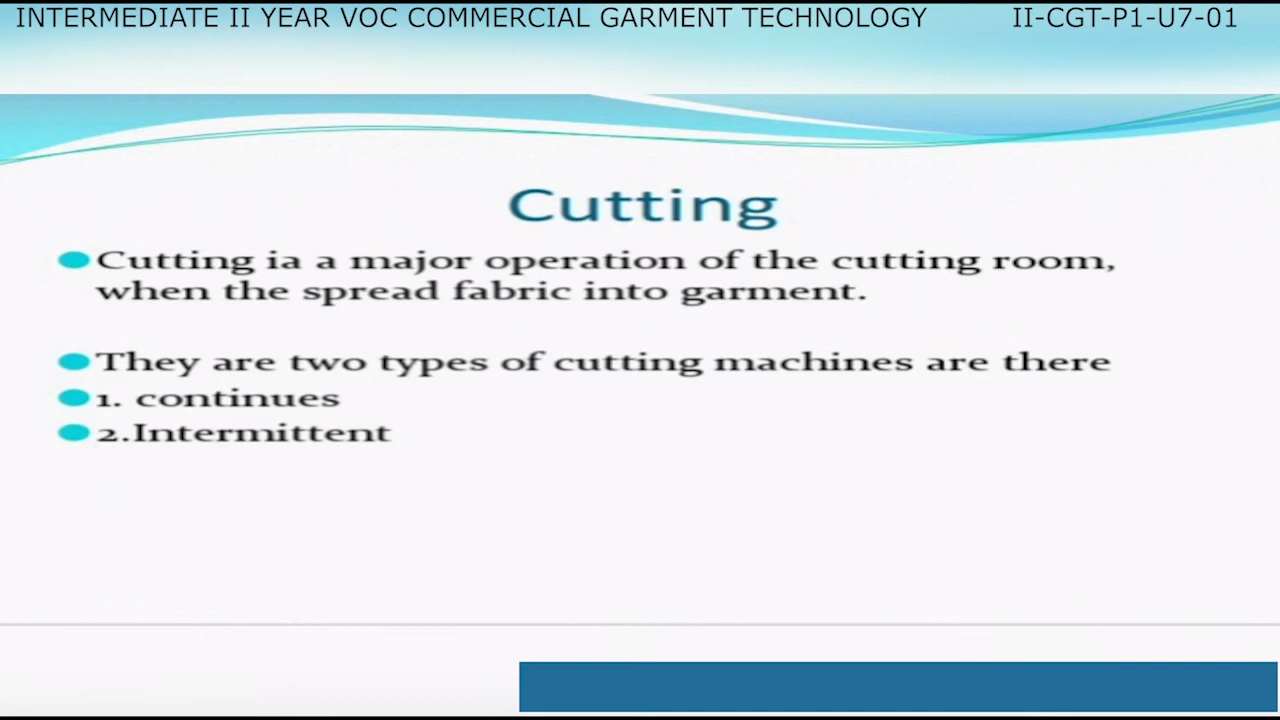 INTERMEDIATE II YEAR VOC COMMERCIAL GARMENT TECHNOLOGY II-CGT-P1-U7-01
Cutting
Cutting ia a major operation of the cutting room,
when the spread fabric into garment.
They are two types of cutting machines are there
1. continues
2.Intermittent